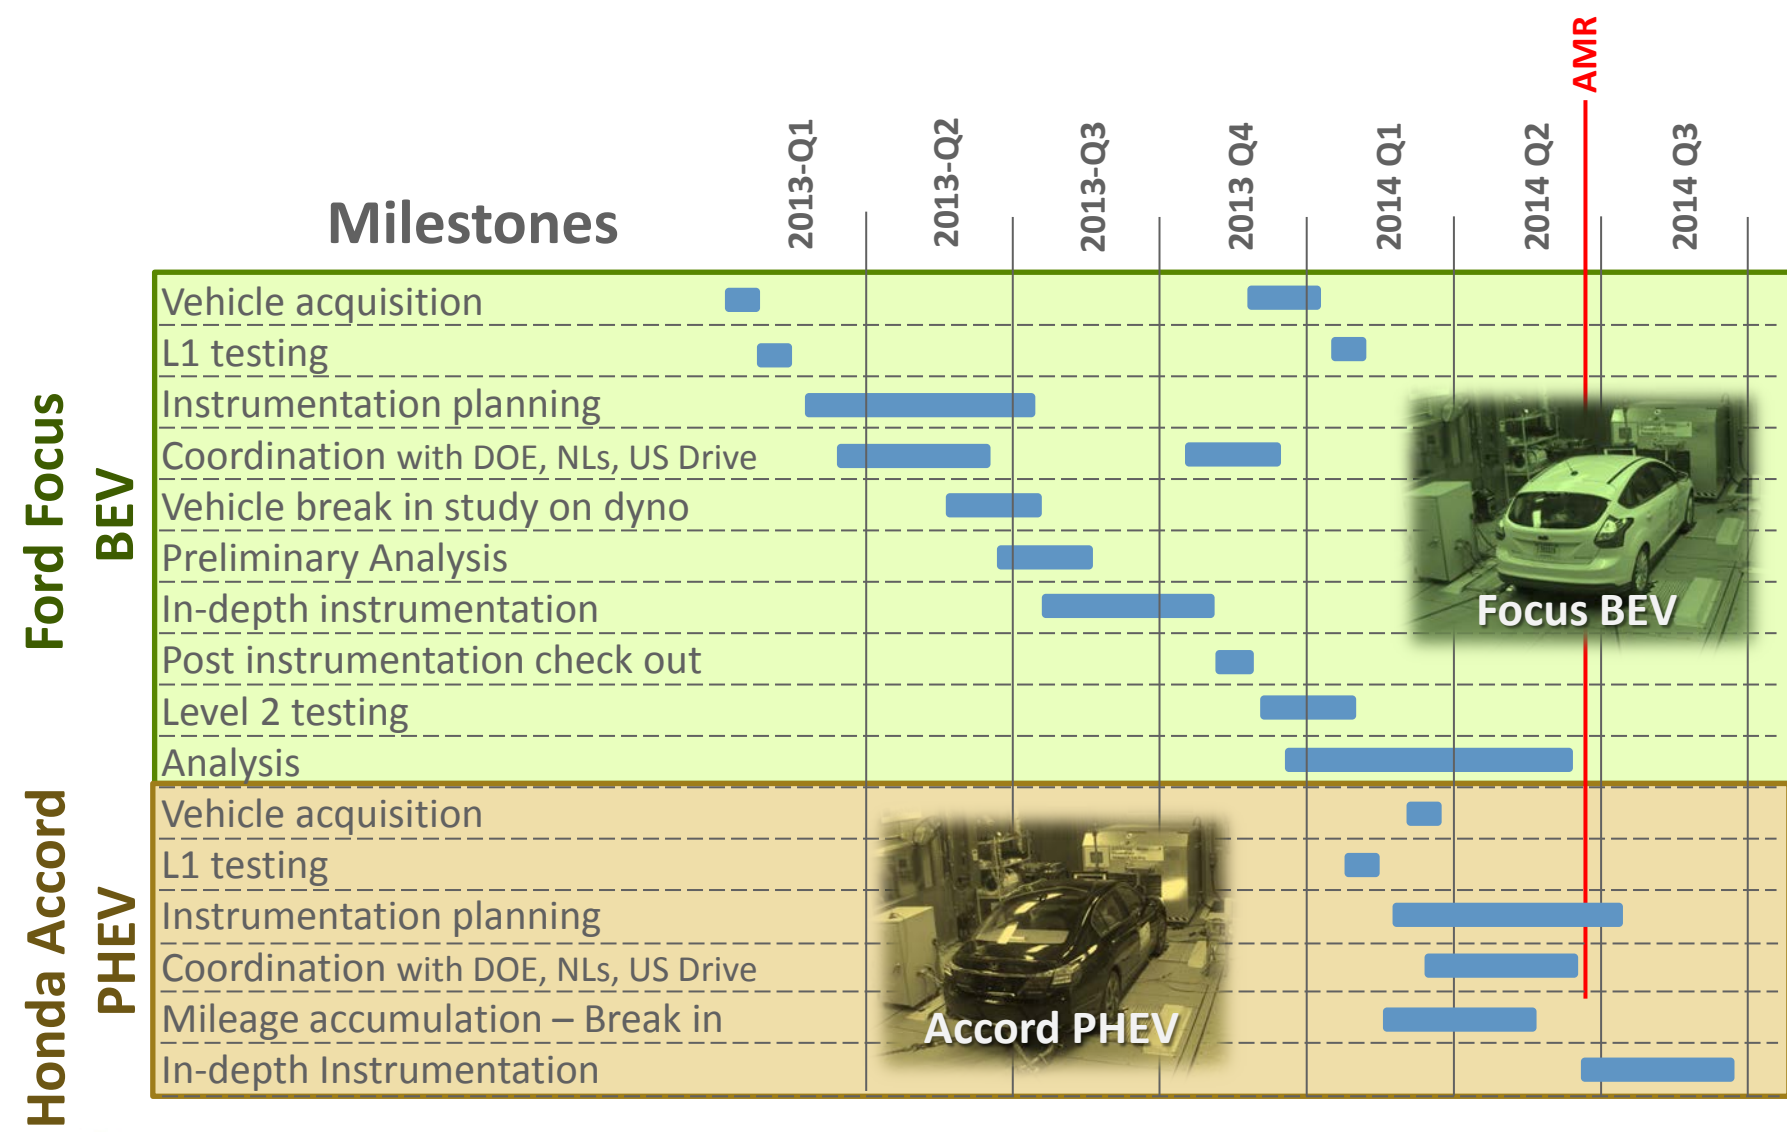 AMR
2013-Q1
2013-Q2
2013-Q3
2013 Q4
2014 Q1
2014 Q2
2014 Q3
Milestones
Ford Focus
BEV
Vehicle acquisition
L1 testing
Instrumentation planning
Coordination with DOE, NLs, US Drive
Vehicle break in study on dyno
Preliminary Analysis
In-depth instrumentation
Post instrumentation check out
Level 2 testing
Analysis
Focus BEV
Honda Accord
PHEV
Vehicle acquisition
L1 testing
Instrumentation planning
Coordination with DOE, NLs, US Drive
Mileage accumulation – Break in
In-depth Instrumentation
Accord PHEV